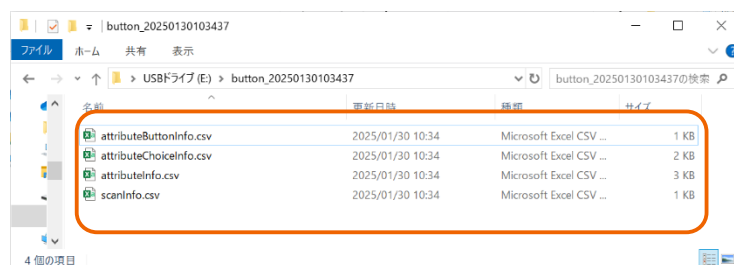 button_20250130103437
ファイル ホーム 共有 表示
USBドライブ (E:) › button_20250130103437 button_20250130103437の検索
名前 更新日時 種類 サイズ
attributeButtonInfo.csv 2025/01/30 10:34 Microsoft Excel CSV ... 1 KB
attributeChoiceInfo.csv 2025/01/30 10:34 Microsoft Excel CSV ... 2 KB
attributeInfo.csv 2025/01/30 10:34 Microsoft Excel CSV ... 3 KB
scanInfo.csv 2025/01/30 10:34 Microsoft Excel CSV ... 1 KB
4 個の項目